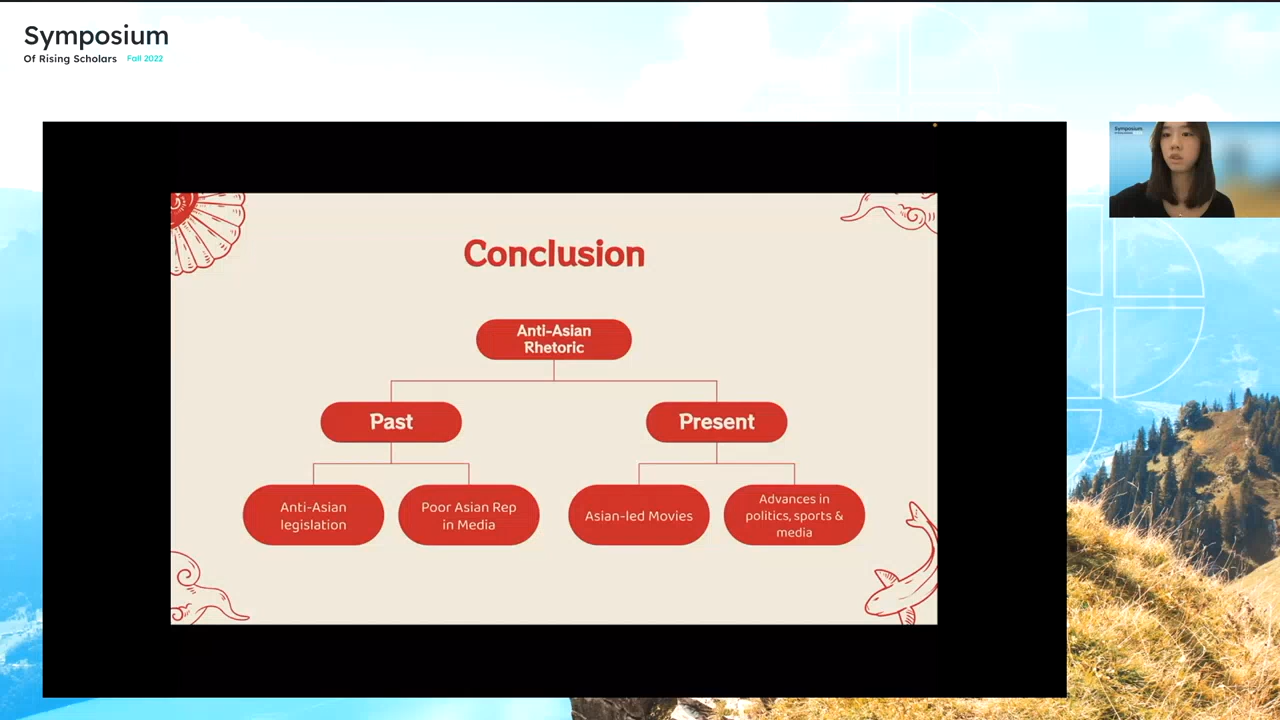 Symposium
Of Rising Scholars Fall 2022
Symposium
Conclusion
Anti-Asian
Rhetoric
Past
Present
Anti-Asian
legislation
Poor Asian Rep
in Media
Asian-led Movies
Advances in
politics, sports &
media